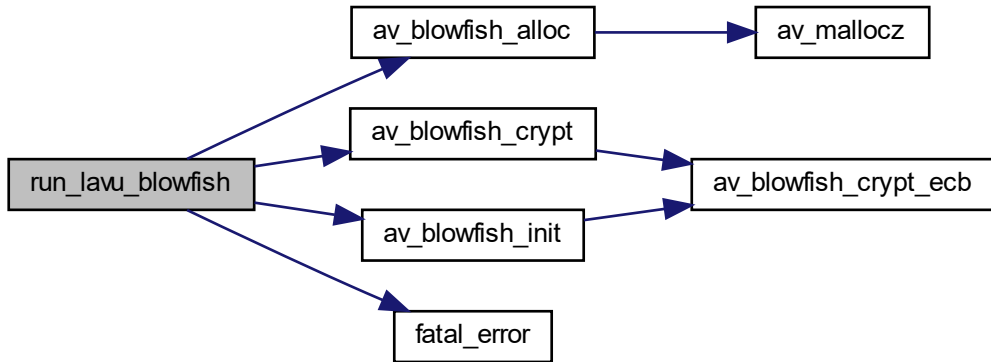 av_blowfish_alloc
av_mallocz
av_blowfish_crypt
run_lavu_blowfish
av_blowfish_crypt_ecb
av_blowfish_init
fatal_error